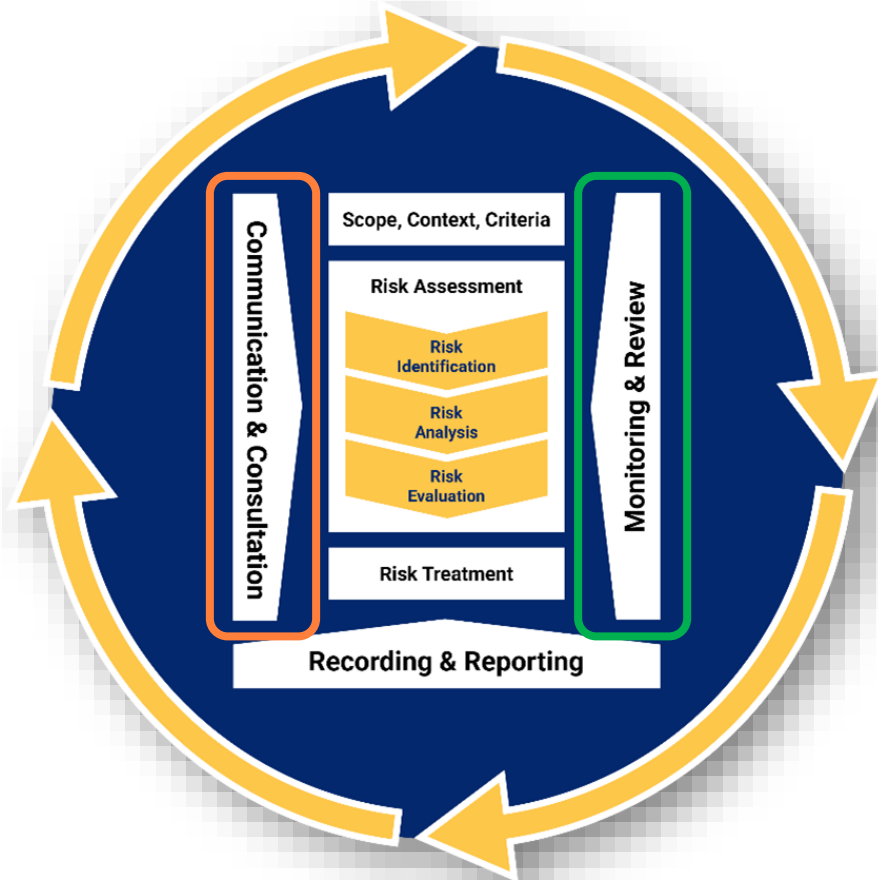 Communication & Consultation
Scope, Context, Criteria
Risk Assessment
Risk
Identification
Risk
Analysis
Risk
Evaluation
Risk Treatment
Monitoring & Review
Recording & Reporting